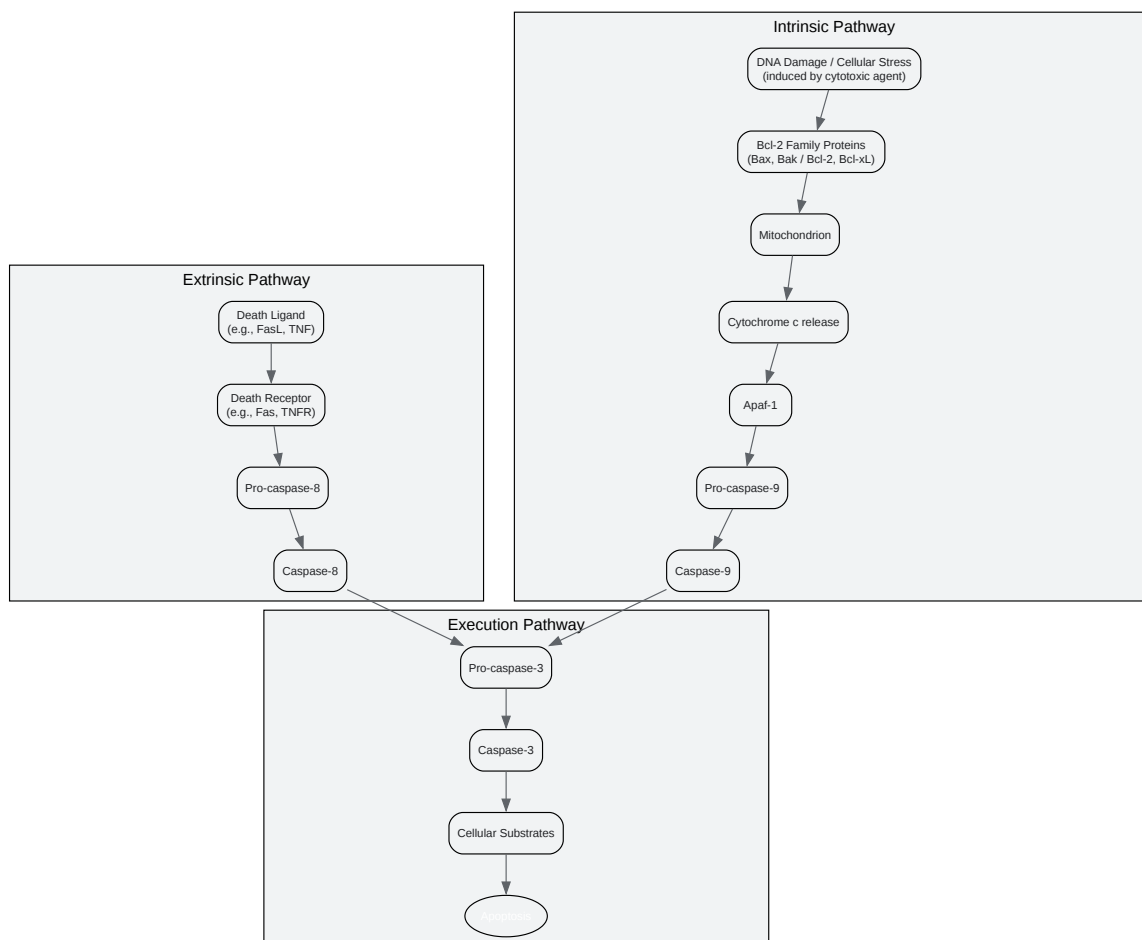 Intrinsic Pathway
DNA Damage / Cellular Stress
(induced by cytotoxic agent)
Bcl-2 Family Proteins
(Bax, Bak / Bcl-2, Bcl-xL)
Mitochondrion
Cytochrome c release
Apaf-1
Pro-caspase-9
Caspase-9
Extrinsic Pathway
Death Ligand
(e.g., FasL, TNF)
Death Receptor
(e.g., Fas, TNFR)
Pro-caspase-8
Caspase-8
Execution Pathway
Pro-caspase-3
Caspase-3
Cellular Substrates
Apoptosis